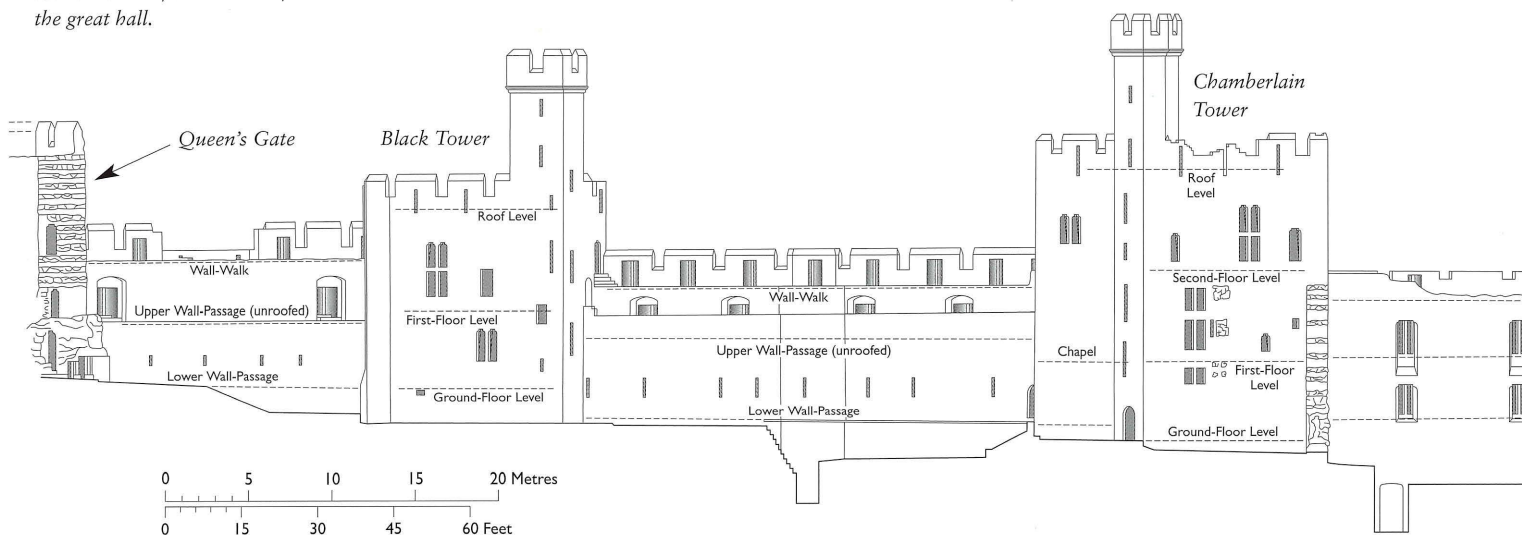 the great hall.
Queen's Gate
Black Tower
Chamberlain
Tower
Roof Level
Wall-Walk
Upper Wall-Passage (unroofed)
Lower Wall-Passage
First-Floor Level
Ground-Floor Level
Wall-Walk
Upper Wall-Passage (unroofed)
Lower Wall-Passage
Roof
Level
Second-Floor Level
Chapel
First-Floor
Level
Ground-Floor Level
0 5 10 15 20 Metres
0 15 30 45 60 Feet